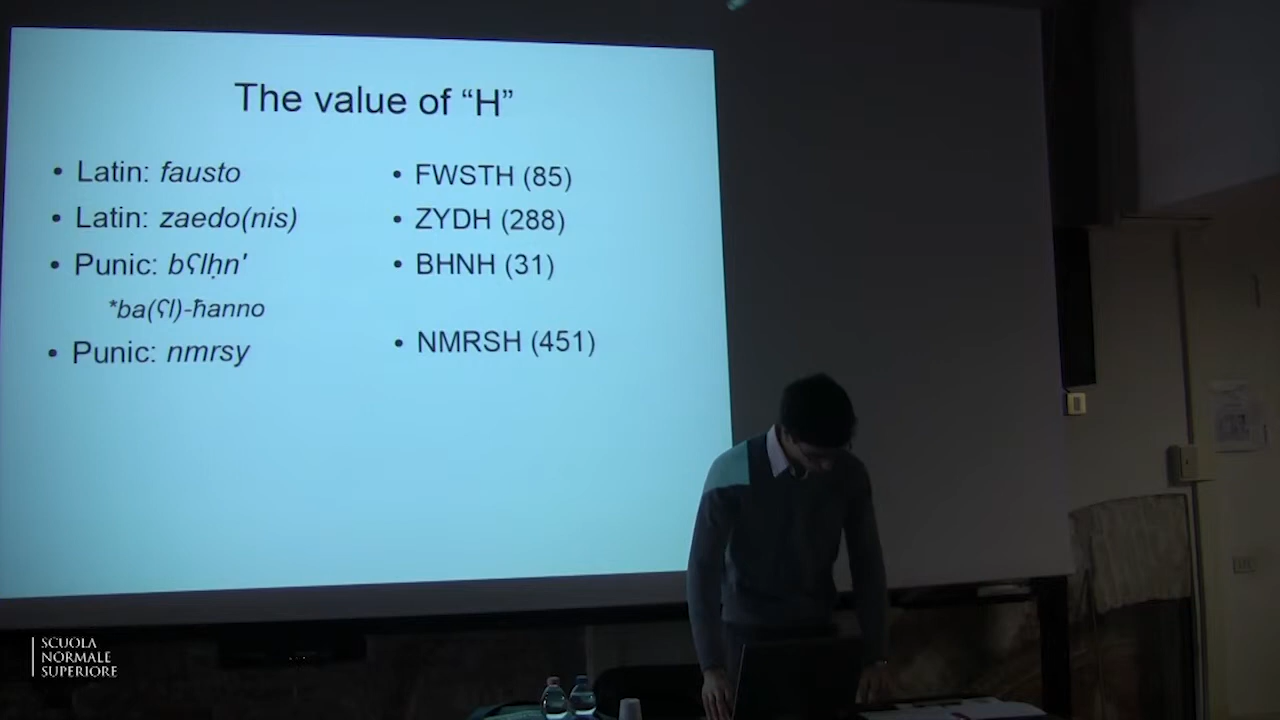 The value of “H”
• Latin: fausto
• Latin: zaedo(nis)
• Punic: bʕlḥn'
*ba(ʕl)-ħanno
• Punic: nmrsy
• FWSTH (85)
• ZYDH (288)
• BHNH (31)
• NMRSH (451)
SCUOLA
NORMALE
SUPERIORE